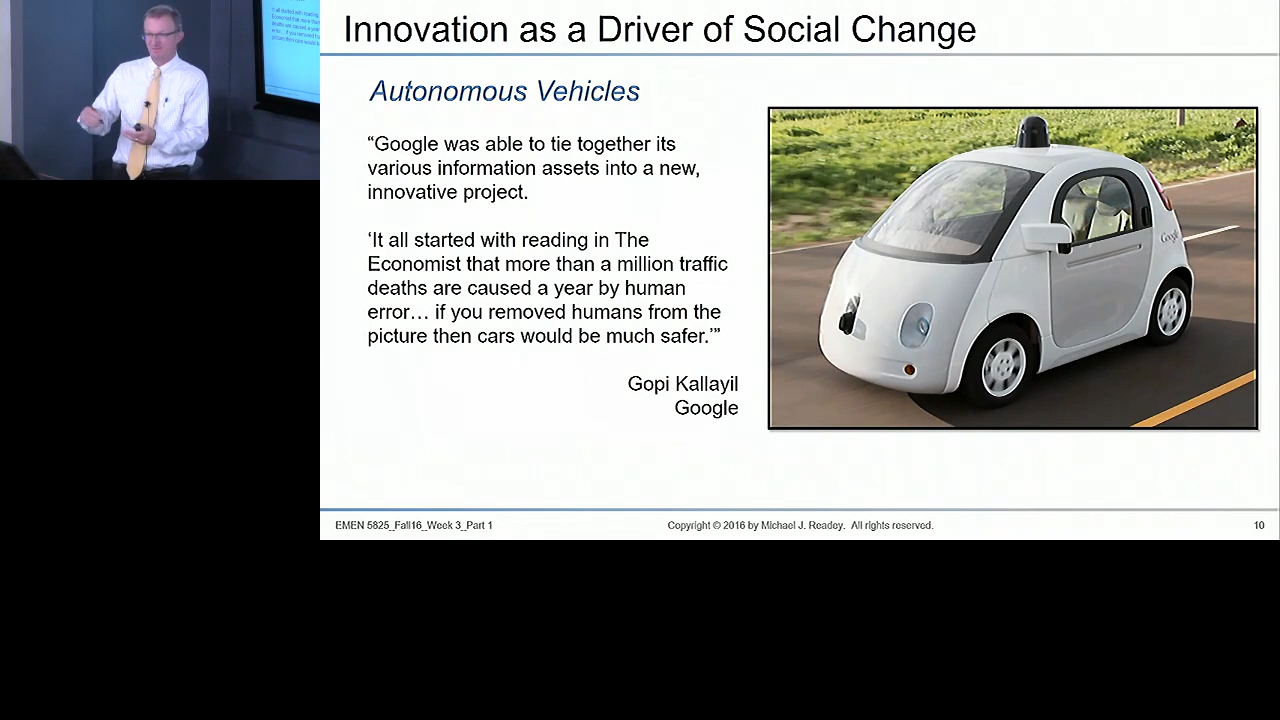 Innovation as a Driver of Social Change
Autonomous Vehicles
“Google was able to tie together its
various information assets into a new,
innovative project.
‘It all started with reading in The
Economist that more than a million traffic
deaths are caused a year by human
error… if you removed humans from the
picture then cars would be much safer.’”
Gopi Kallayil
Google
Google
EMEN 5825_Fall16_Week 3_Part 1
Copyright © 2016 by Michael J. Readey. All rights reserved.
10